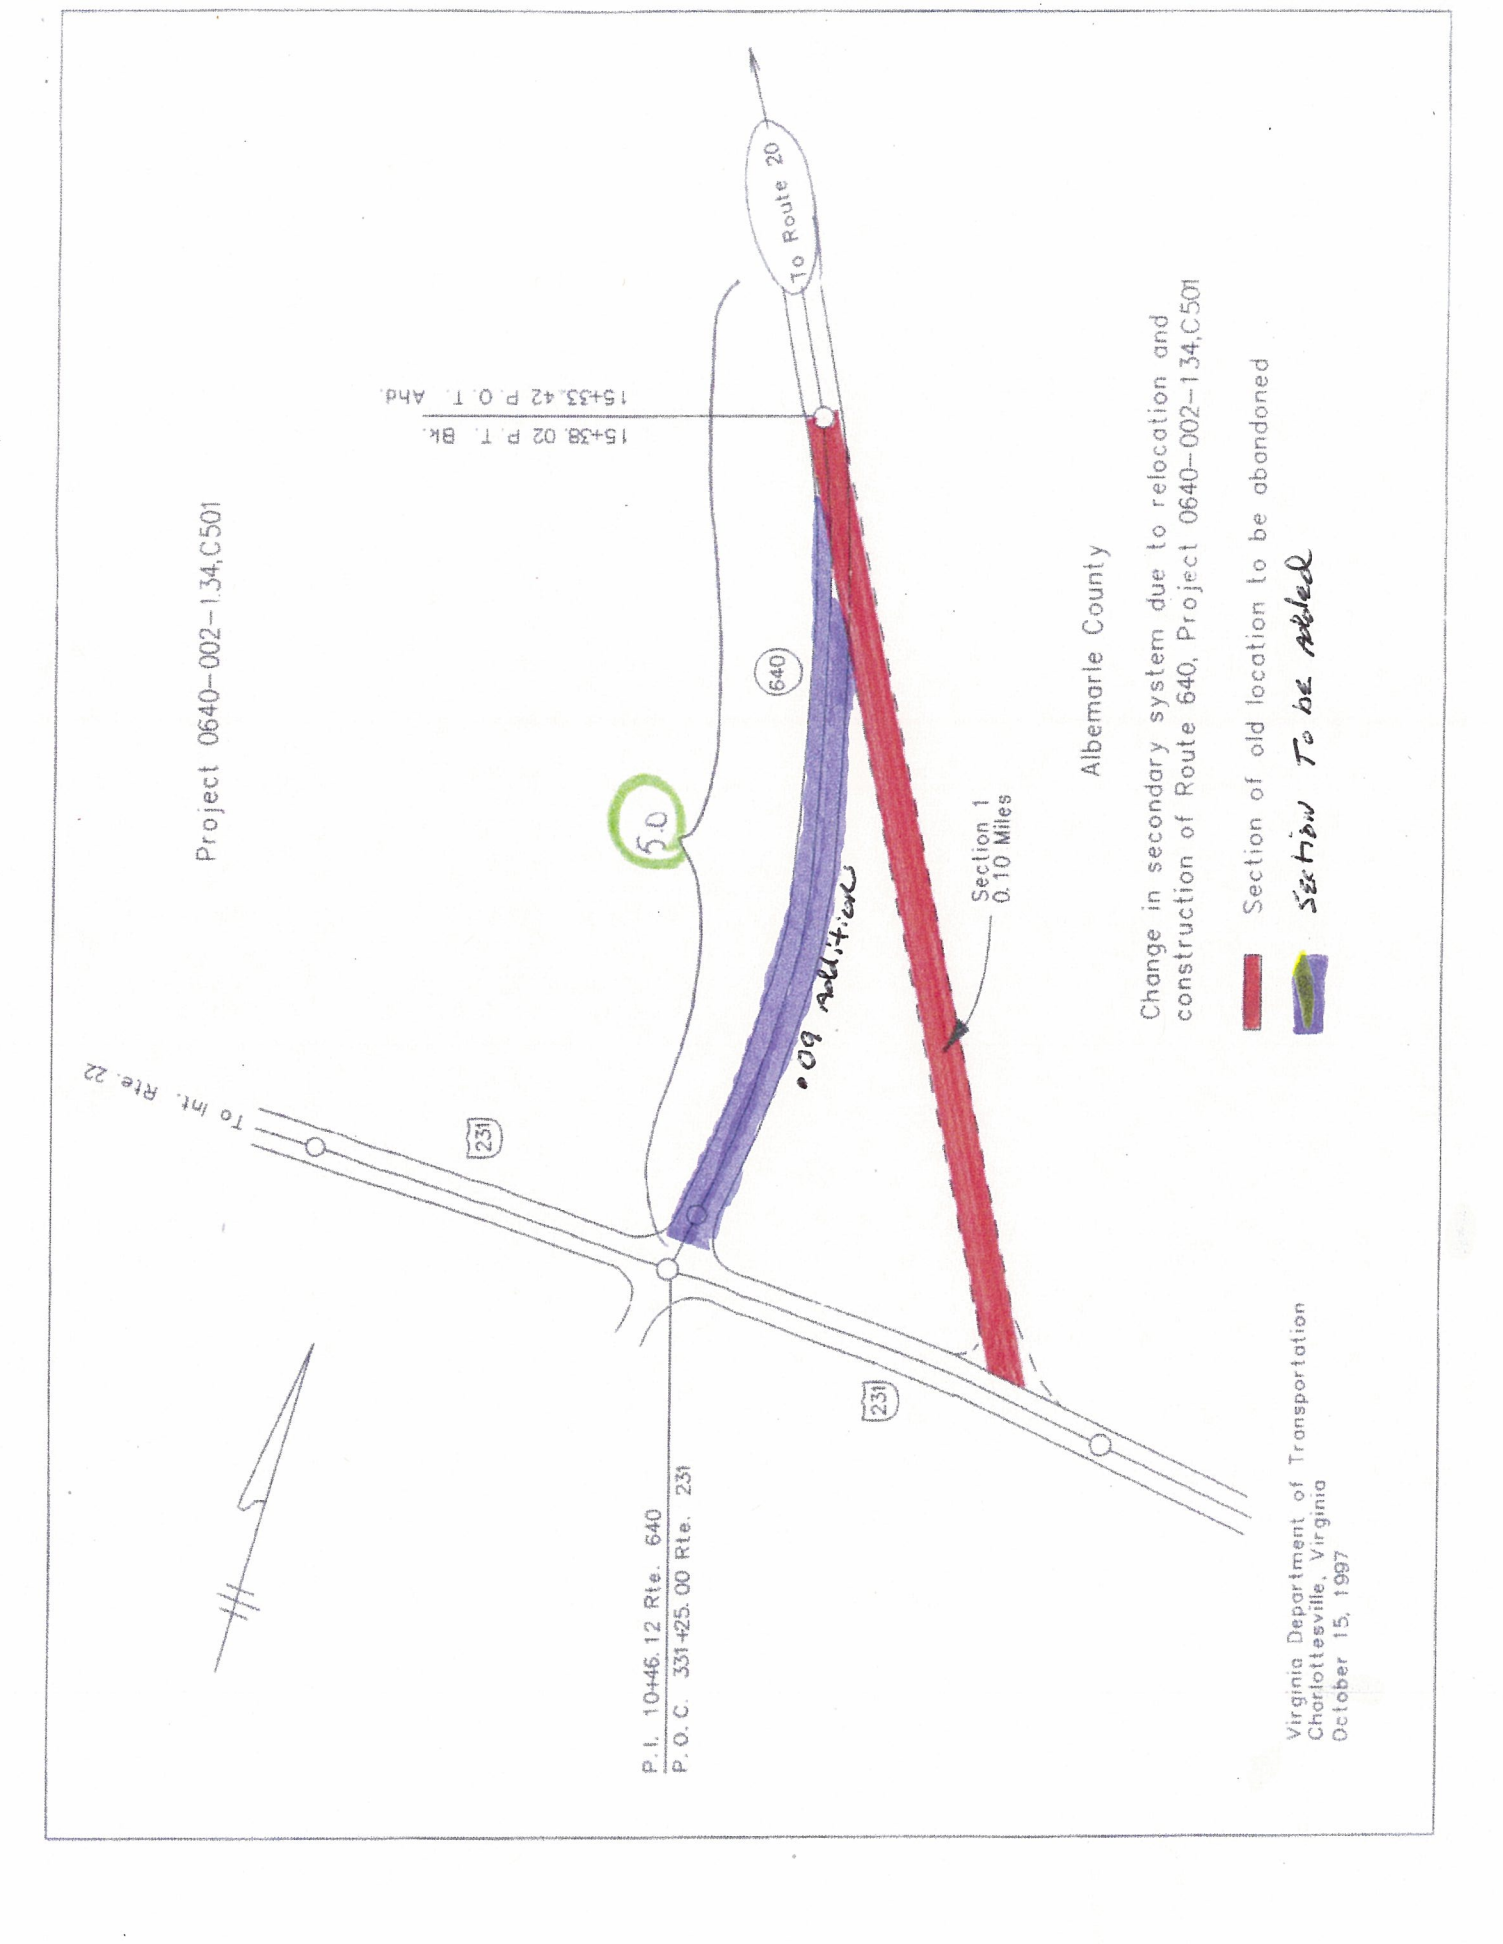 Project 0640-002-134,C501
To Route 20
15+33.42 P.O.T. Ahd.
15+38.02 P.T. Bk.
640
5.0
.09 Addition
To Int. Rte. 22
231
231
Section 1
0.10 Miles
P.I. 10+46.12 Rte. 640
P.O.C. 331+25.00 Rte. 231
Albemarle County
Change in secondary system due to relocation and
construction of Route 640, Project 0640-002-134,C501
Section of old location to be abandoned
Section To be Added
Virginia Department of Transportation
Charlottesville, Virginia
October 15, 1997